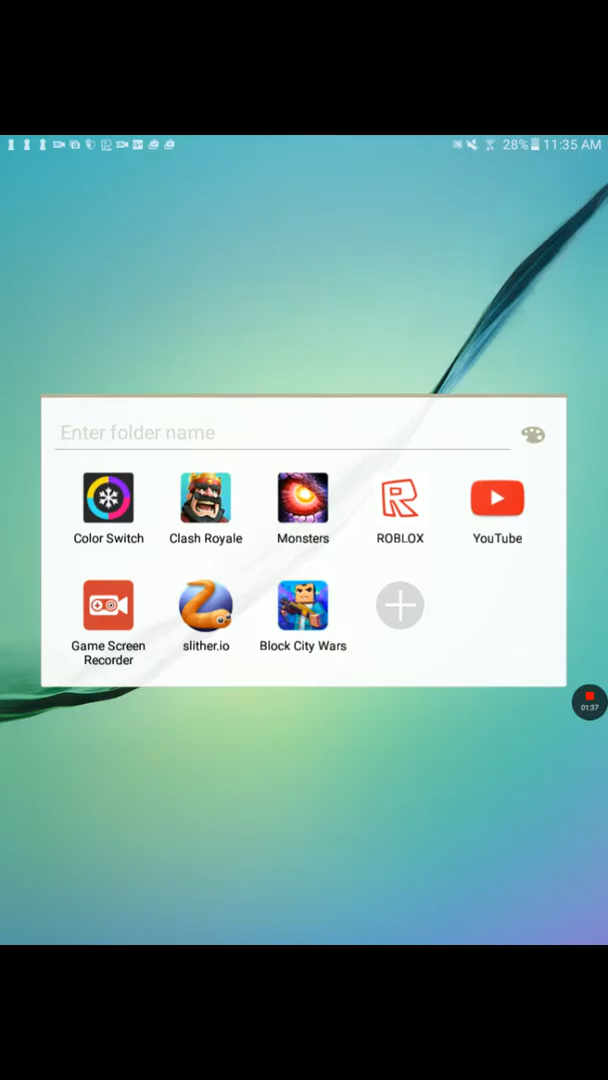 28% 11:35 AM
Enter folder name
Color Switch Clash Royale Monsters ROBLOX YouTube
Game Screen Recorder slither.io Block City Wars
01:37